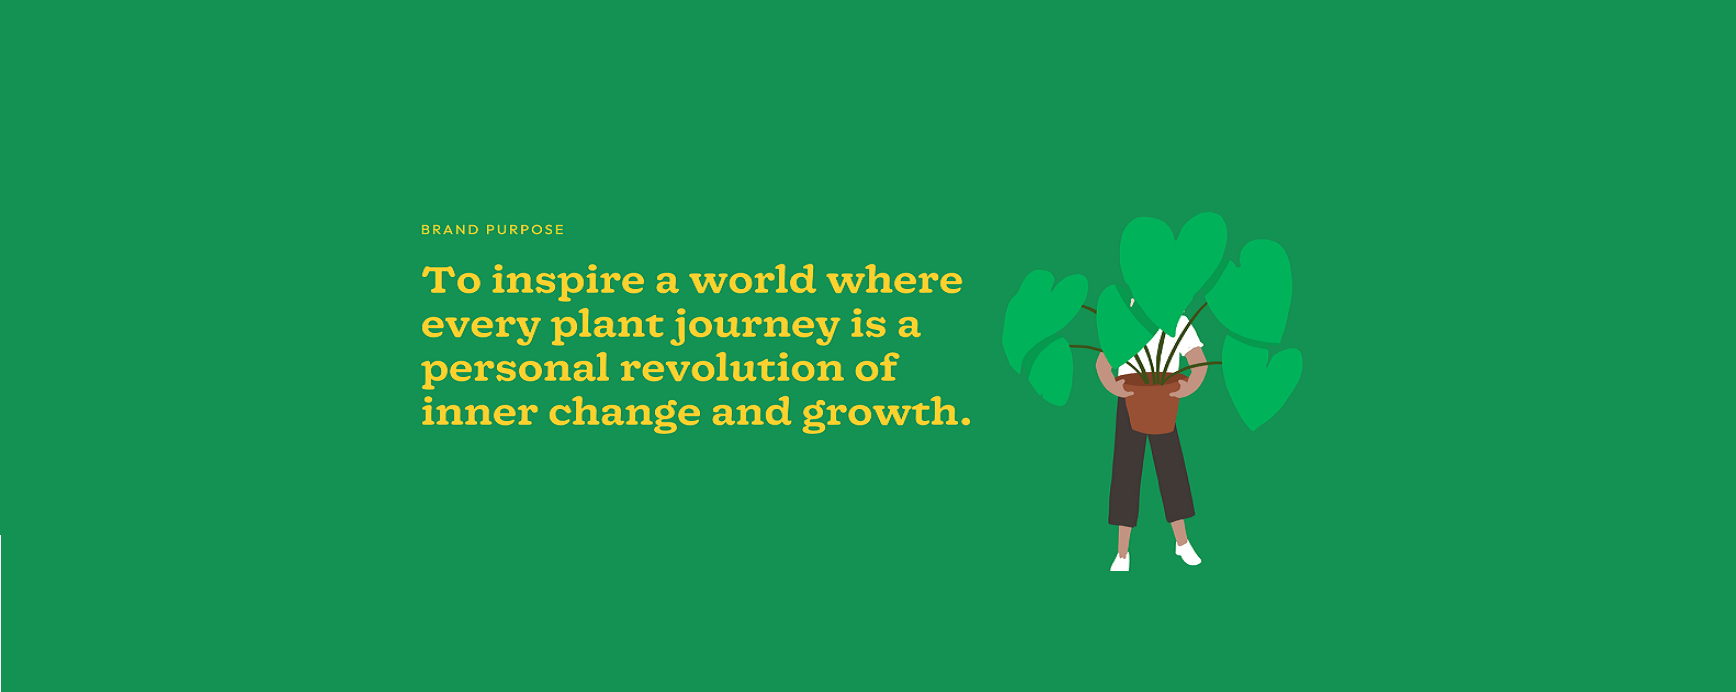 BRAND PURPOSE
To inspire a world where
every plant journey is a
personal revolution of
inner change and growth.